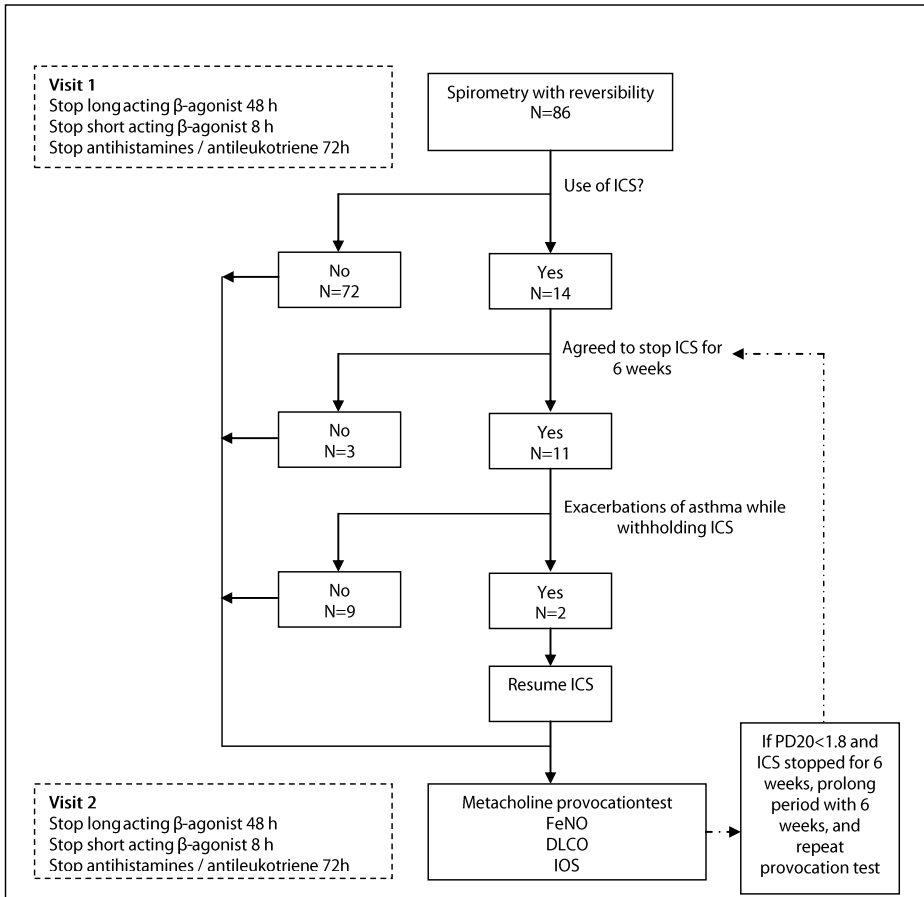 Visit 1
Stop long acting β-agonist 48 h
Stop short acting β-agonist 8 h
Stop antihistamines / antileukotriene 72h
Spirometry with reversibility
N=86
Use of ICS?
No
N=72
Yes
N=14
Agreed to stop ICS for
6 weeks
No
N=3
Yes
N=11
Exacerbations of asthma while
withholding ICS
No
N=9
Yes
N=2
Resume ICS
If PD20<1.8 and
ICS stopped for 6
weeks, prolong
period with 6
weeks, and
repeat
provocation test
Visit 2
Stop long acting β-agonist 48 h
Stop short acting β-agonist 8 h
Stop antihistamines / antileukotriene 72h
Metacholine provocationtest
FeNO
DLCO
IOS